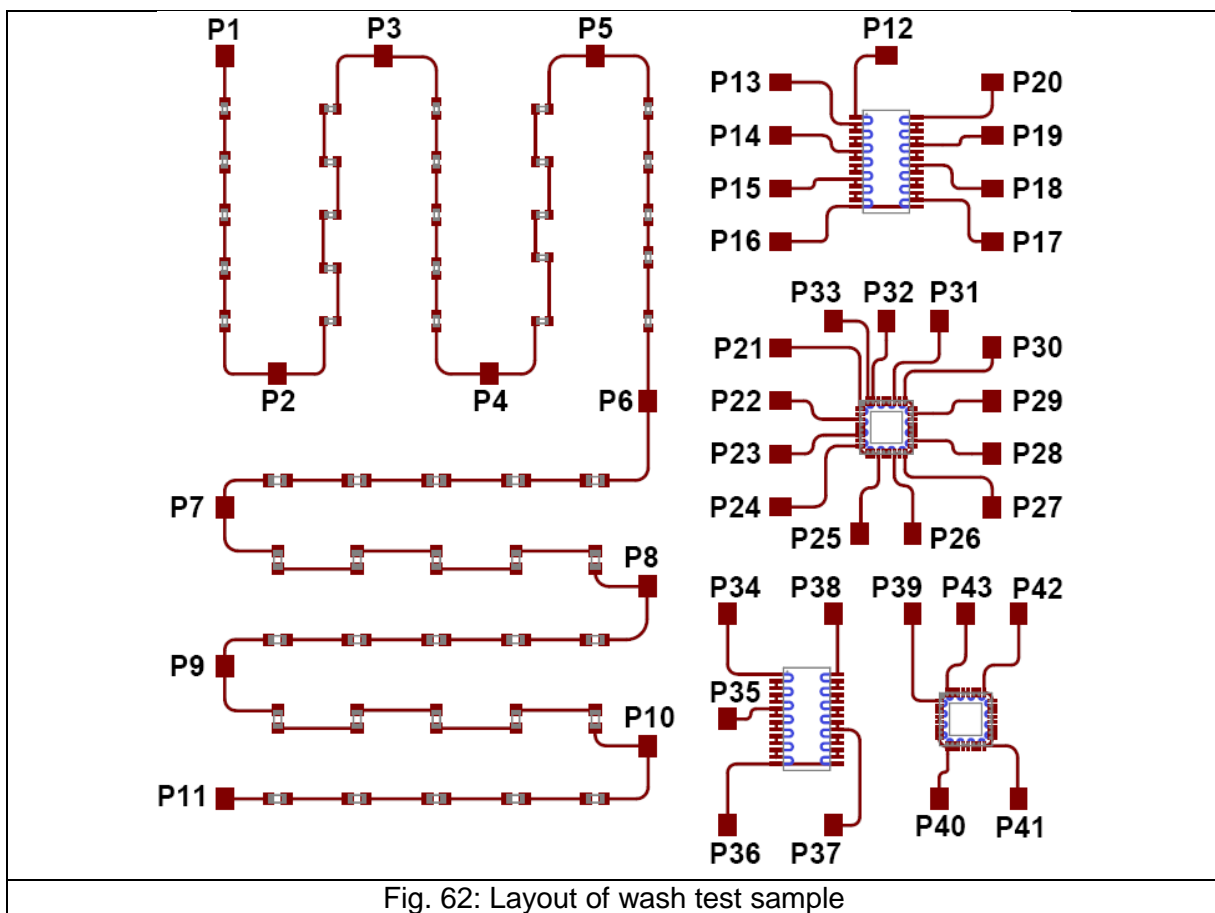 P1 P3 P5 P12
P13 P20
P14 P19
P15 P18
P16 P17
P33 P32 P31
P21 P30
P2 P4 P6 P22 P29
P23 P28
P7 P24 P27
P25 P26
P8
P34 P38 P39 P43 P42
P9
P35
P10
P11 P40 P41
P36 P37
Fig. 62: Layout of wash test sample